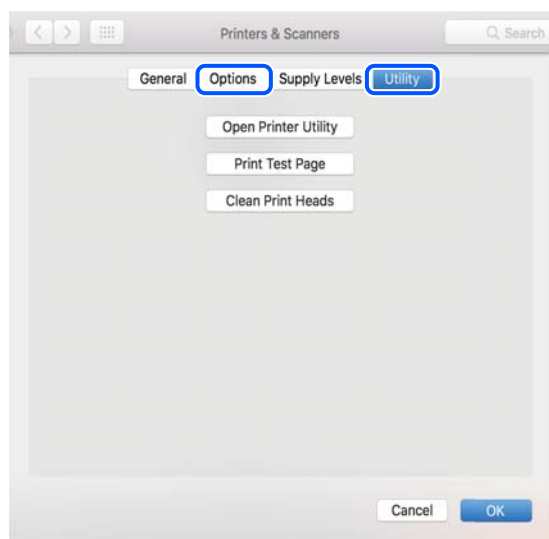 Printers & Scanners
Search
General Options Supply Levels Utility
Open Printer Utility
Print Test Page
Clean Print Heads
Cancel OK